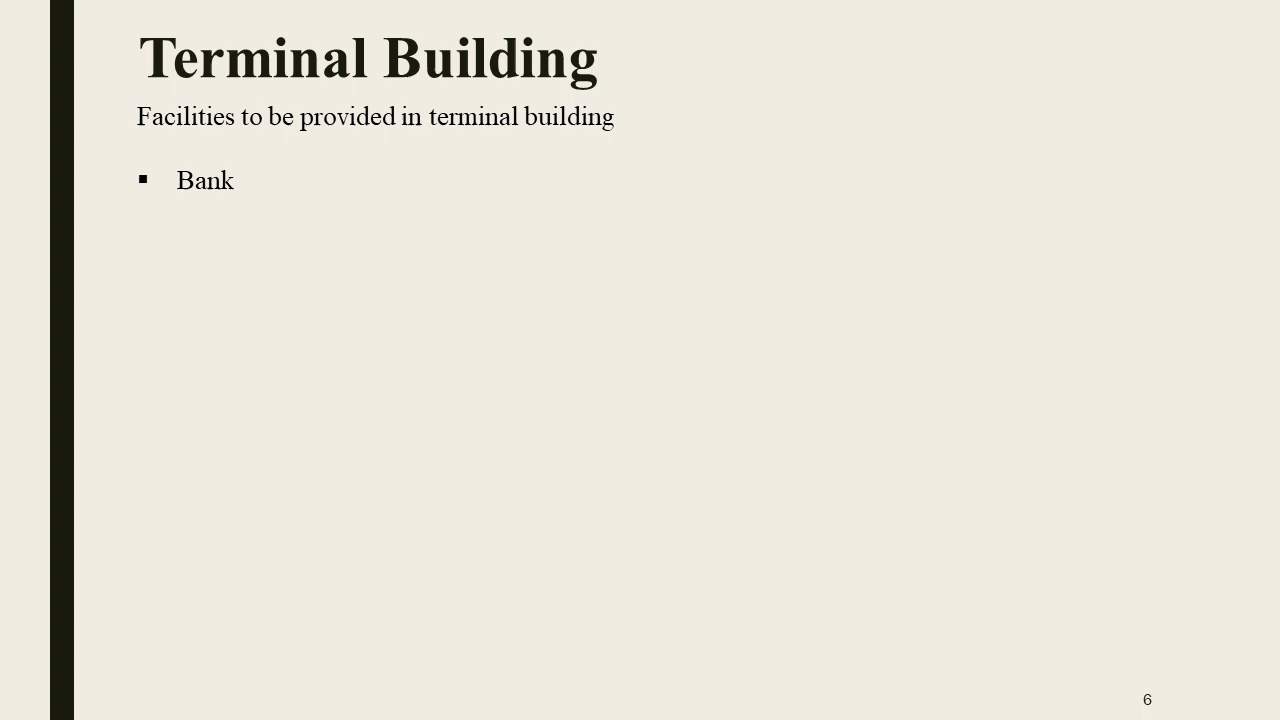 Terminal Building
Facilities to be provided in terminal building
▪ Bank
6